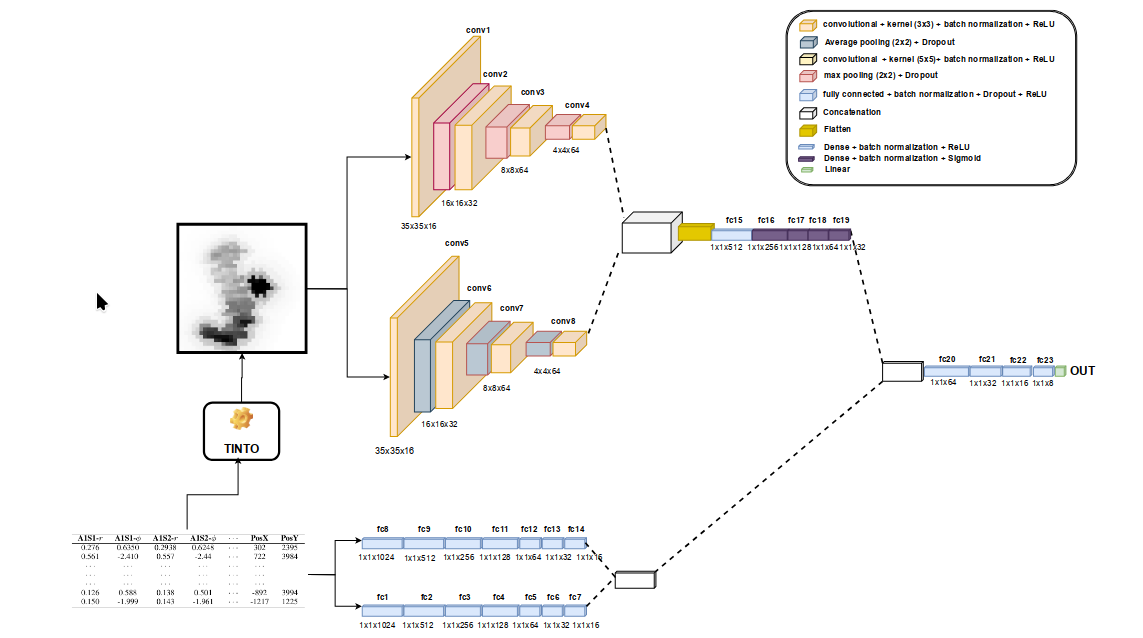 conv1
conv2
conv3
conv4
4x4x64
8x8x64
16x16x32
35x35x16
convolutional + kernel (3x3) + batch normalization + ReLU
Average pooling (2x2) + Dropout
convolutional + kernel (5x5)+ batch normalization + ReLU
max pooling (2x2) + Dropout
fully connected + batch normalization + Dropout + ReLU
Concatenation
Flatten
Dense + batch normalization + ReLU
Dense + batch normalization + Sigmoid
Linear
fc15 fc16 fc17 fc18 fc19
1x1x512 1x1x256 1x1x128 1x1x64 1x1x32
conv5
conv6
conv7
conv8
4x4x64
8x8x64
16x16x32
35x35x16
fc20 fc21 fc22 fc23
OUT
1x1x64 1x1x32 1x1x16 1x1x8
TINTO
A1S1-r A1S1-ϕ A1S2-r A1S2-ϕ ⋯ PosX PosY
0.276 0.6350 0.2938 0.6248 ⋯ 302 2395
0.561 -2.410 0.557 -2.44 ⋯ 722 3984
... ... ... ... ... ...
... ... ... ... ... ...
... ... ... ... ... ...
0.126 0.588 0.138 0.501 ⋯ -892 3994
0.150 -1.999 0.143 -1.961 ⋯ -1217 1225
fc8 fc9 fc10 fc11 fc12 fc13 fc14
1x1x1024 1x1x512 1x1x256 1x1x128 1x1x64 1x1x32 1x1x16
fc1 fc2 fc3 fc4 fc5 fc6 fc7
1x1x1024 1x1x512 1x1x256 1x1x128 1x1x64 1x1x32 1x1x16